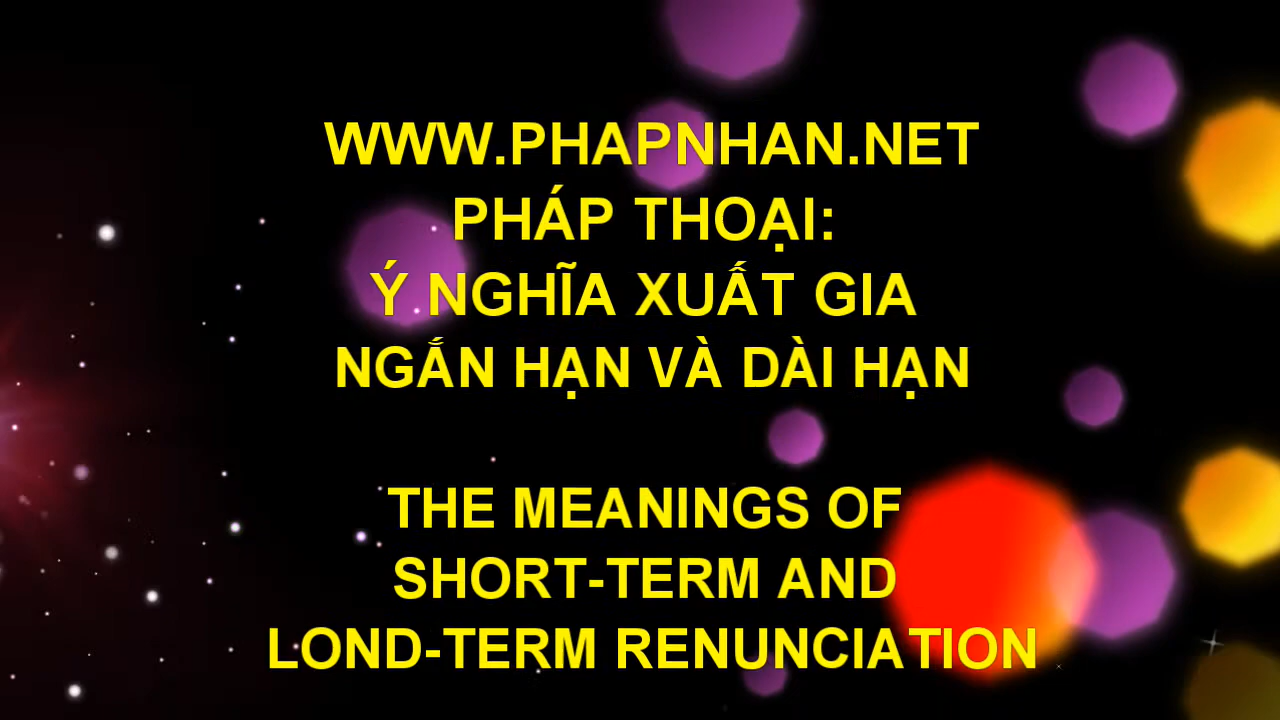 WWW.PHAPNHAN.NET
PHÁP THOẠI:
Ý NGHĨA XUẤT GIA
NGẮN HẠN VÀ DÀI HẠN
THE MEANINGS OF
SHORT-TERM AND
LOND-TERM RENUNCIATION